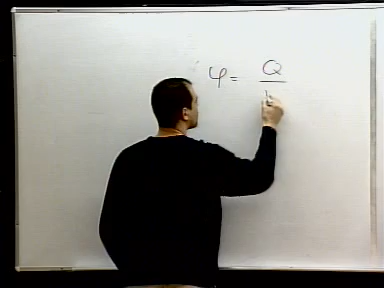 φ = Q